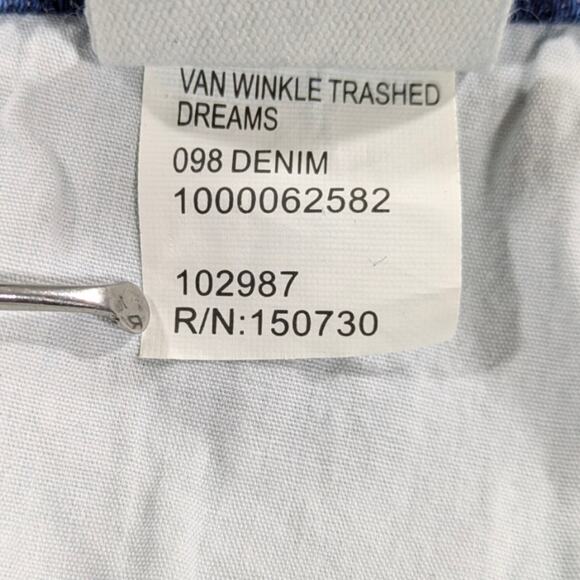 VAN WINKLE TRASHED
DREAMS
098 DENIM
1000062582
102987
R/N:150730